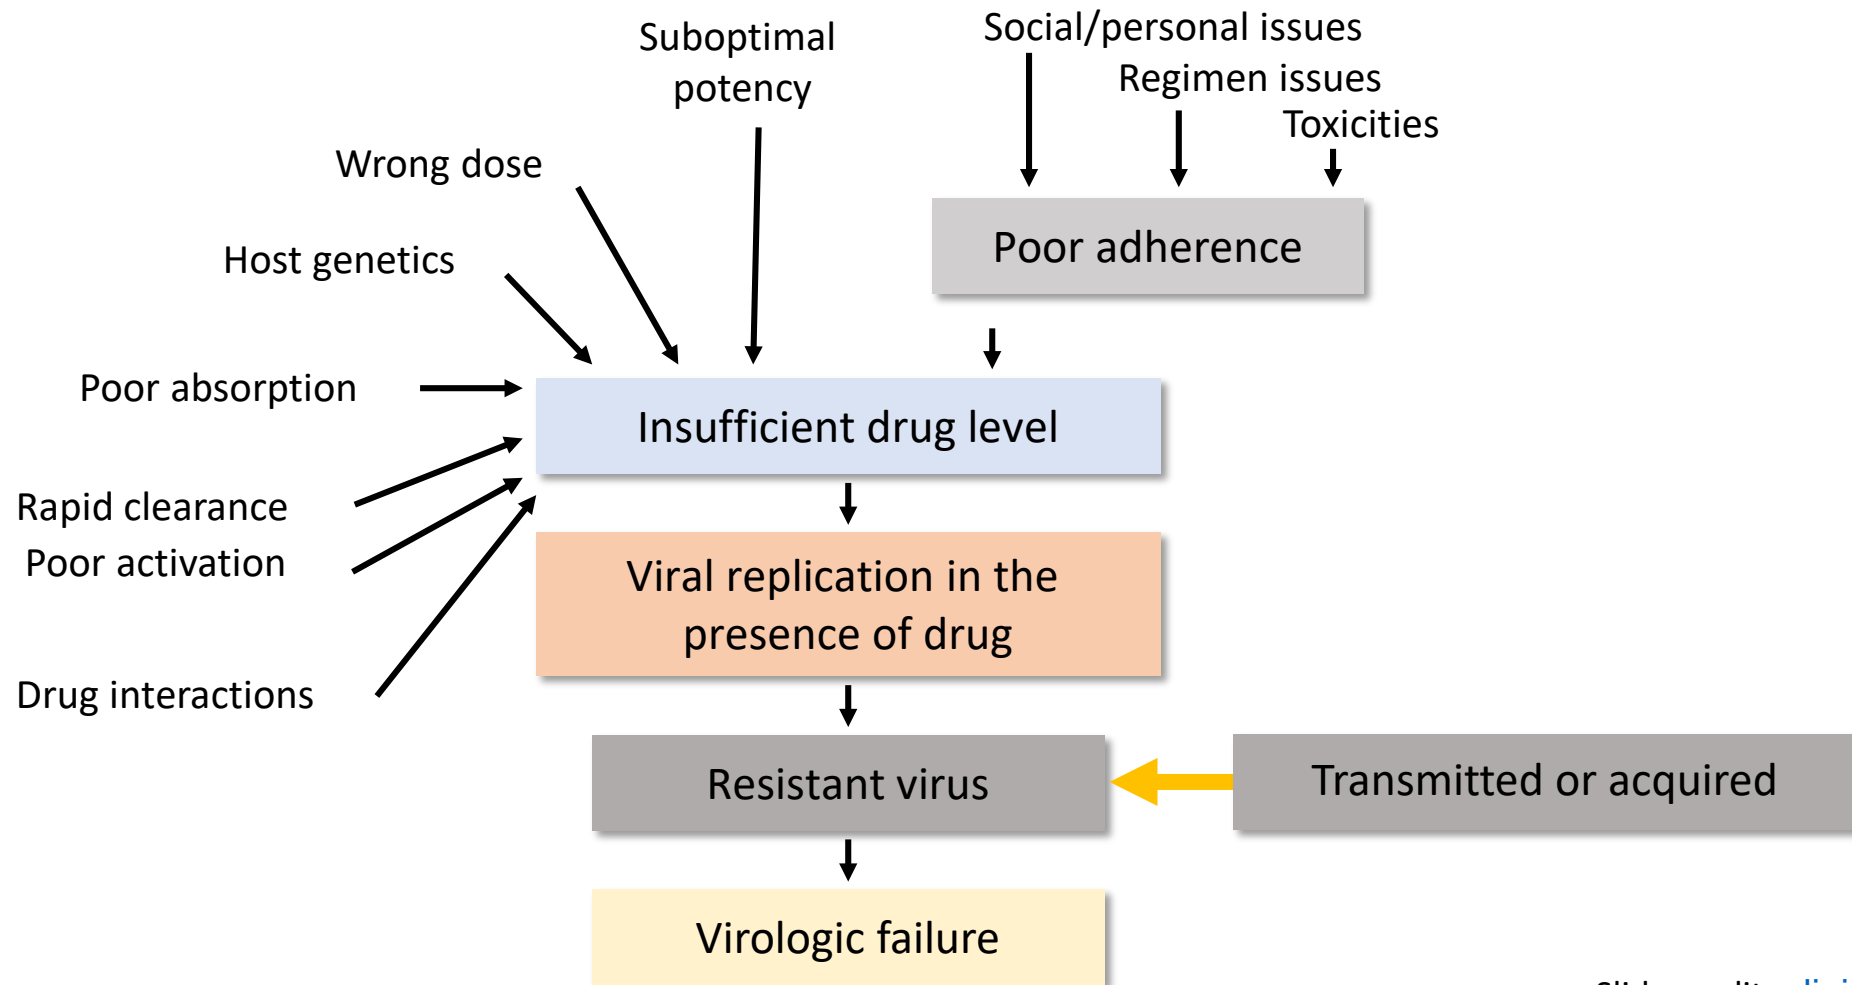 Suboptimal
potency
Social/personal issues
Regimen issues
Toxicities
Wrong dose
Poor adherence
Host genetics
Poor absorption
Insufficient drug level
Rapid clearance
Poor activation
Viral replication in the
presence of drug
Drug interactions
Resistant virus
Transmitted or acquired
Virologic failure